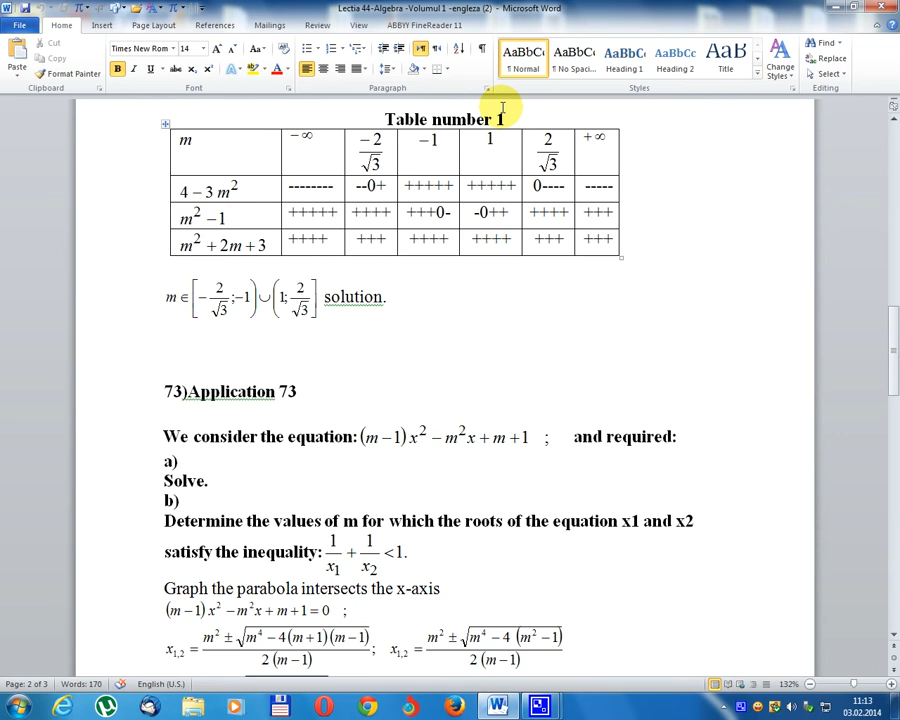 Lectia 44-Algebra -Volumul 1 -engleza (2) - Microsoft Word
File Home Insert Page Layout References Mailings Review View ABBYY FineReader 11
Paste Cut Copy Format Painter Times New Rom 14 A A Aa B I U abc x₂ x² A A ¶ AaBbCc AaBbCc AaBbCc AaBbCc AaB Change Styles Find Replace Select
¶ Normal ¶ No Spaci... Heading 1 Heading 2 Title
Clipboard Font Paragraph Styles Editing
Table number 1
m −∞ −2/√3 −1 1 2/√3 +∞
4−3m² -------- --0+ +++++ +++++ 0---- -----
m²−1 +++++ ++++ +++0- -0++ ++++ +++
m²+2m+3 ++++ +++ ++++ ++++ +++ +++
m∈[−2/√3;−1)∪(1;2/√3] solution.
73)Application 73
We consider the equation: (m−1)x²−m²x+m+1 ; and required:
a)
Solve.
b)
Determine the values of m for which the roots of the equation x1 and x2
satisfy the inequality: 1/x₁ + 1/x₂ <1.
Graph the parabola intersects the x-axis
(m−1)x²−m²x+m+1=0 ;
x₁,₂ = (m²±√(m⁴−4(m+1)(m−1)))/(2(m−1)); x₁,₂ = (m²±√(m⁴−4(m²−1)))/(2(m−1))
Page: 2 of 3 Words: 170 English (U.S.) 132%
11:13
03.02.2014